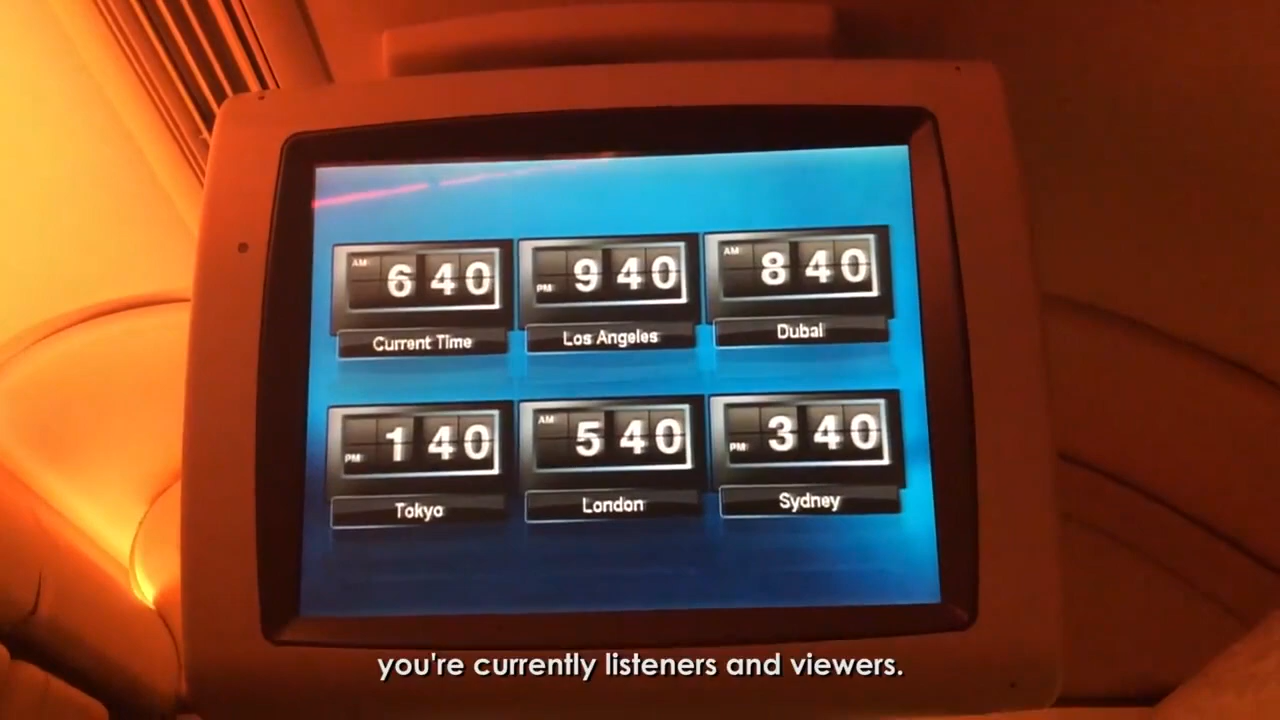 AM 6 40
PM 9 40
AM 8 40
Current Time
Los Angeles
Dubai
PM 1 40
AM 5 40
PM 3 40
Tokyo
London
Sydney
you're currently listeners and viewers.